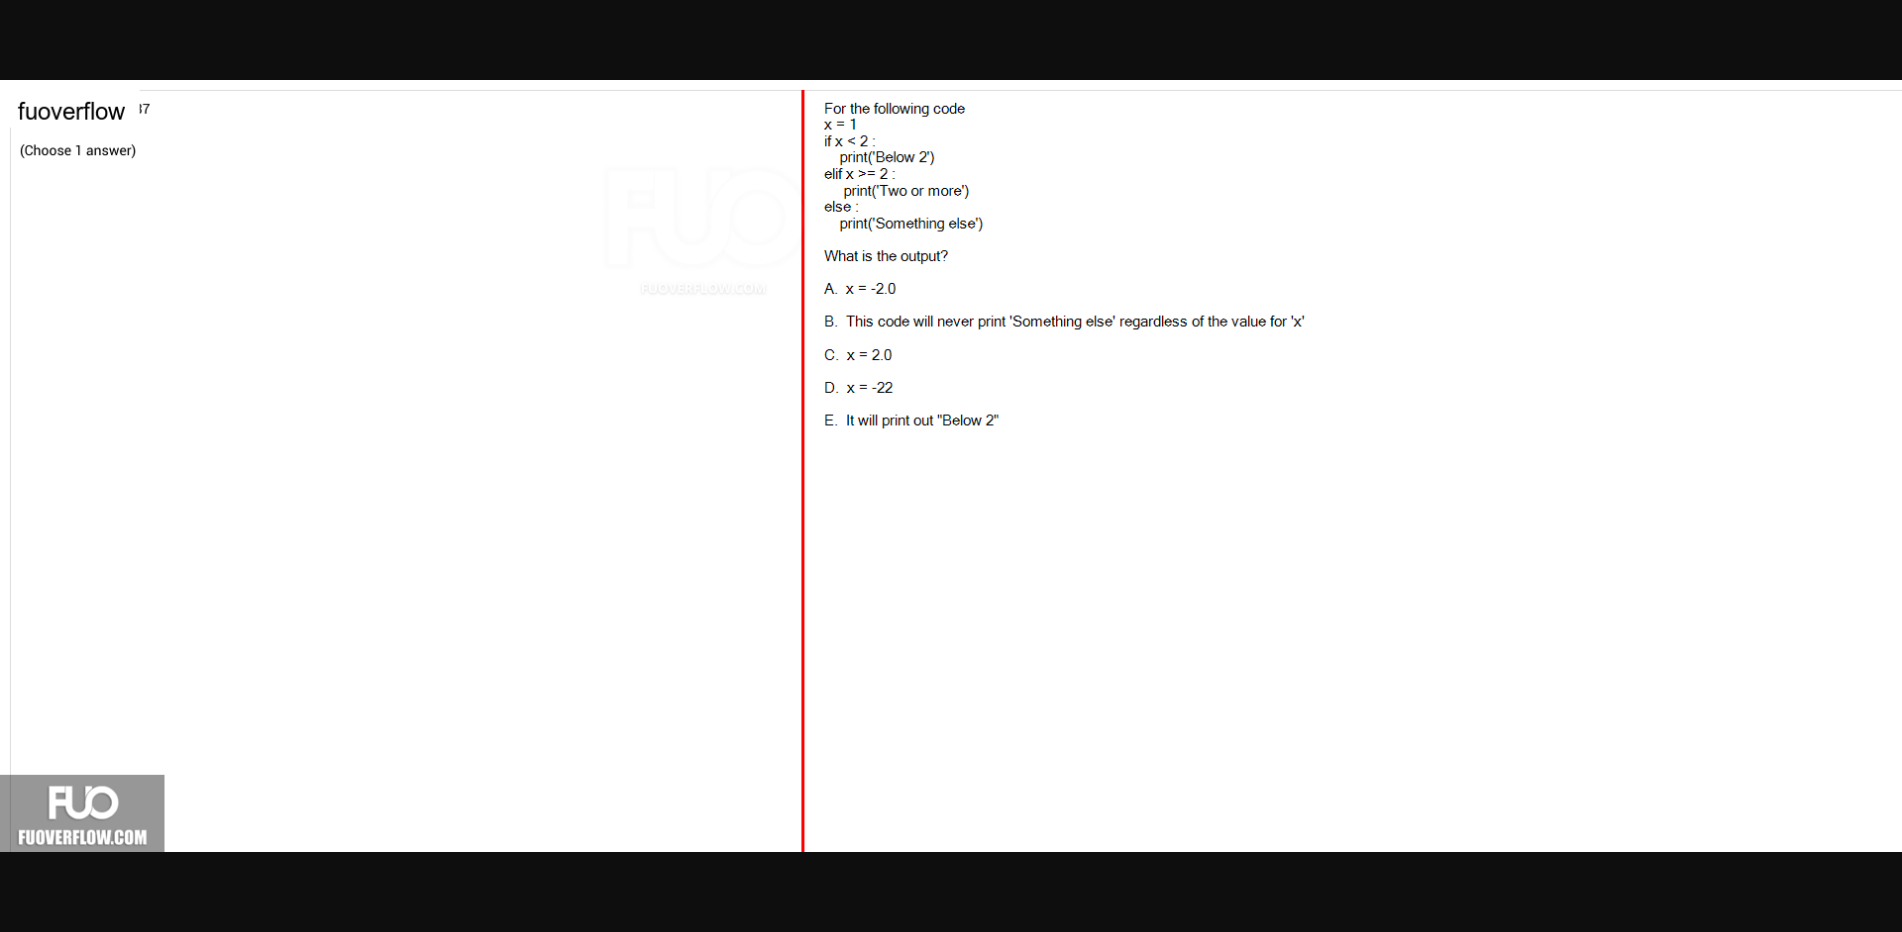 fuoverflow 37
(Choose 1 answer)
FUO
FUOVERFLOW.COM
For the following code
x = 1
if x < 2 :
print('Below 2')
elif x >= 2 :
print('Two or more')
else :
print('Something else')
What is the output?
A. x = -2.0
B. This code will never print 'Something else' regardless of the value for 'x'
C. x = 2.0
D. x = -22
E. It will print out "Below 2"
FUO
FUOVERFLOW.COM